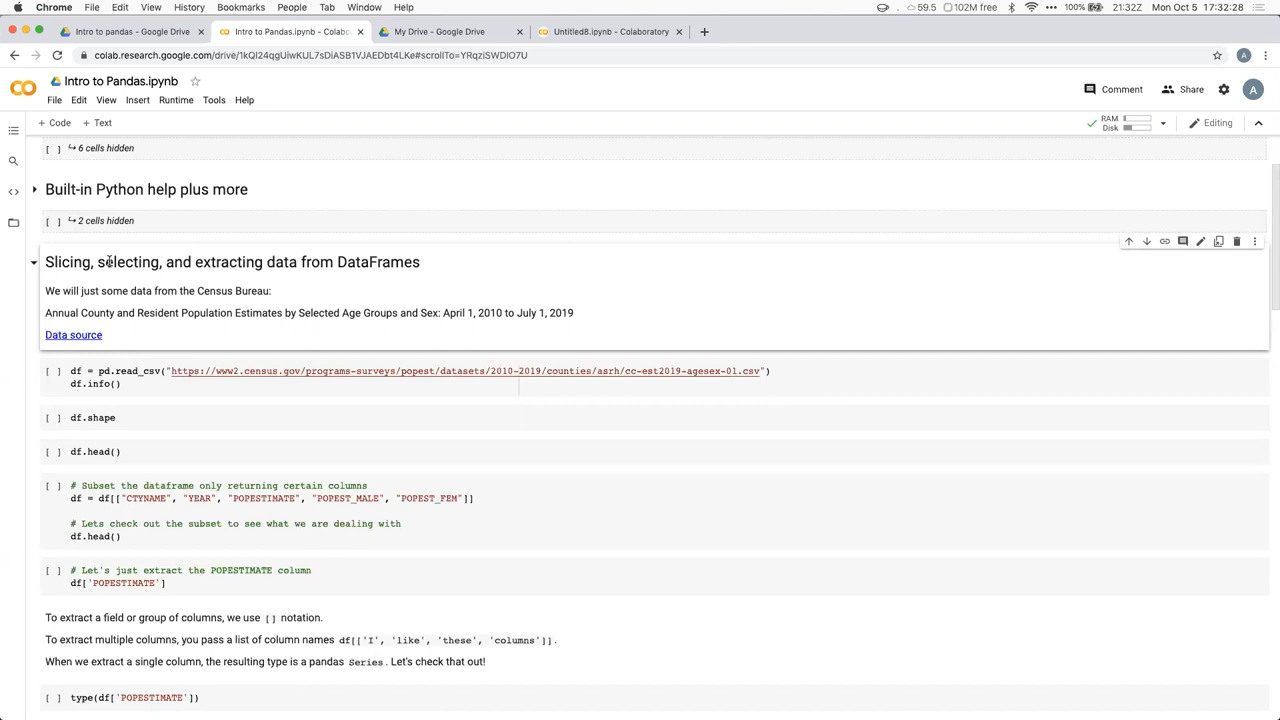 Chrome File Edit View History Bookmarks People Tab Window Help 59.5 102M free 100% 21:32Z Mon Oct 5 17:32:28
Intro to pandas - Google Drive × Intro to Pandas.ipynb - Colabo × My Drive - Google Drive × Untitled8.ipynb - Colaboratory × +
colab.research.google.com/drive/1kQl24qgUiwKUL7sDiASB1VJAEDbt4LKe#scrollTo=YRqziSWDlO7U A
Intro to Pandas.ipynb
File Edit View Insert Runtime Tools Help Comment Share A
+ Code + Text RAM Disk Editing
[ ] ↳ 6 cells hidden
Built-in Python help plus more
[ ] ↳ 2 cells hidden
Slicing, selecting, and extracting data from DataFrames
We will just some data from the Census Bureau:
Annual County and Resident Population Estimates by Selected Age Groups and Sex: April 1, 2010 to July 1, 2019
Data source
[ ] df = pd.read_csv("https://www2.census.gov/programs-surveys/popest/datasets/2010-2019/counties/asrh/cc-est2019-agesex-01.csv")
df.info()
[ ] df.shape
[ ] df.head()
[ ] # Subset the dataframe only returning certain columns
df = df[["CTYNAME", "YEAR", "POPESTIMATE", "POPEST_MALE", "POPEST_FEM"]]
# Lets check out the subset to see what we are dealing with
df.head()
[ ] # Let's just extract the POPESTIMATE column
df['POPESTIMATE']
To extract a field or group of columns, we use [] notation.
To extract multiple columns, you pass a list of column names df[['I', 'like', 'these', 'columns']].
When we extract a single column, the resulting type is a pandas Series. Let's check that out!
[ ] type(df['POPESTIMATE'])